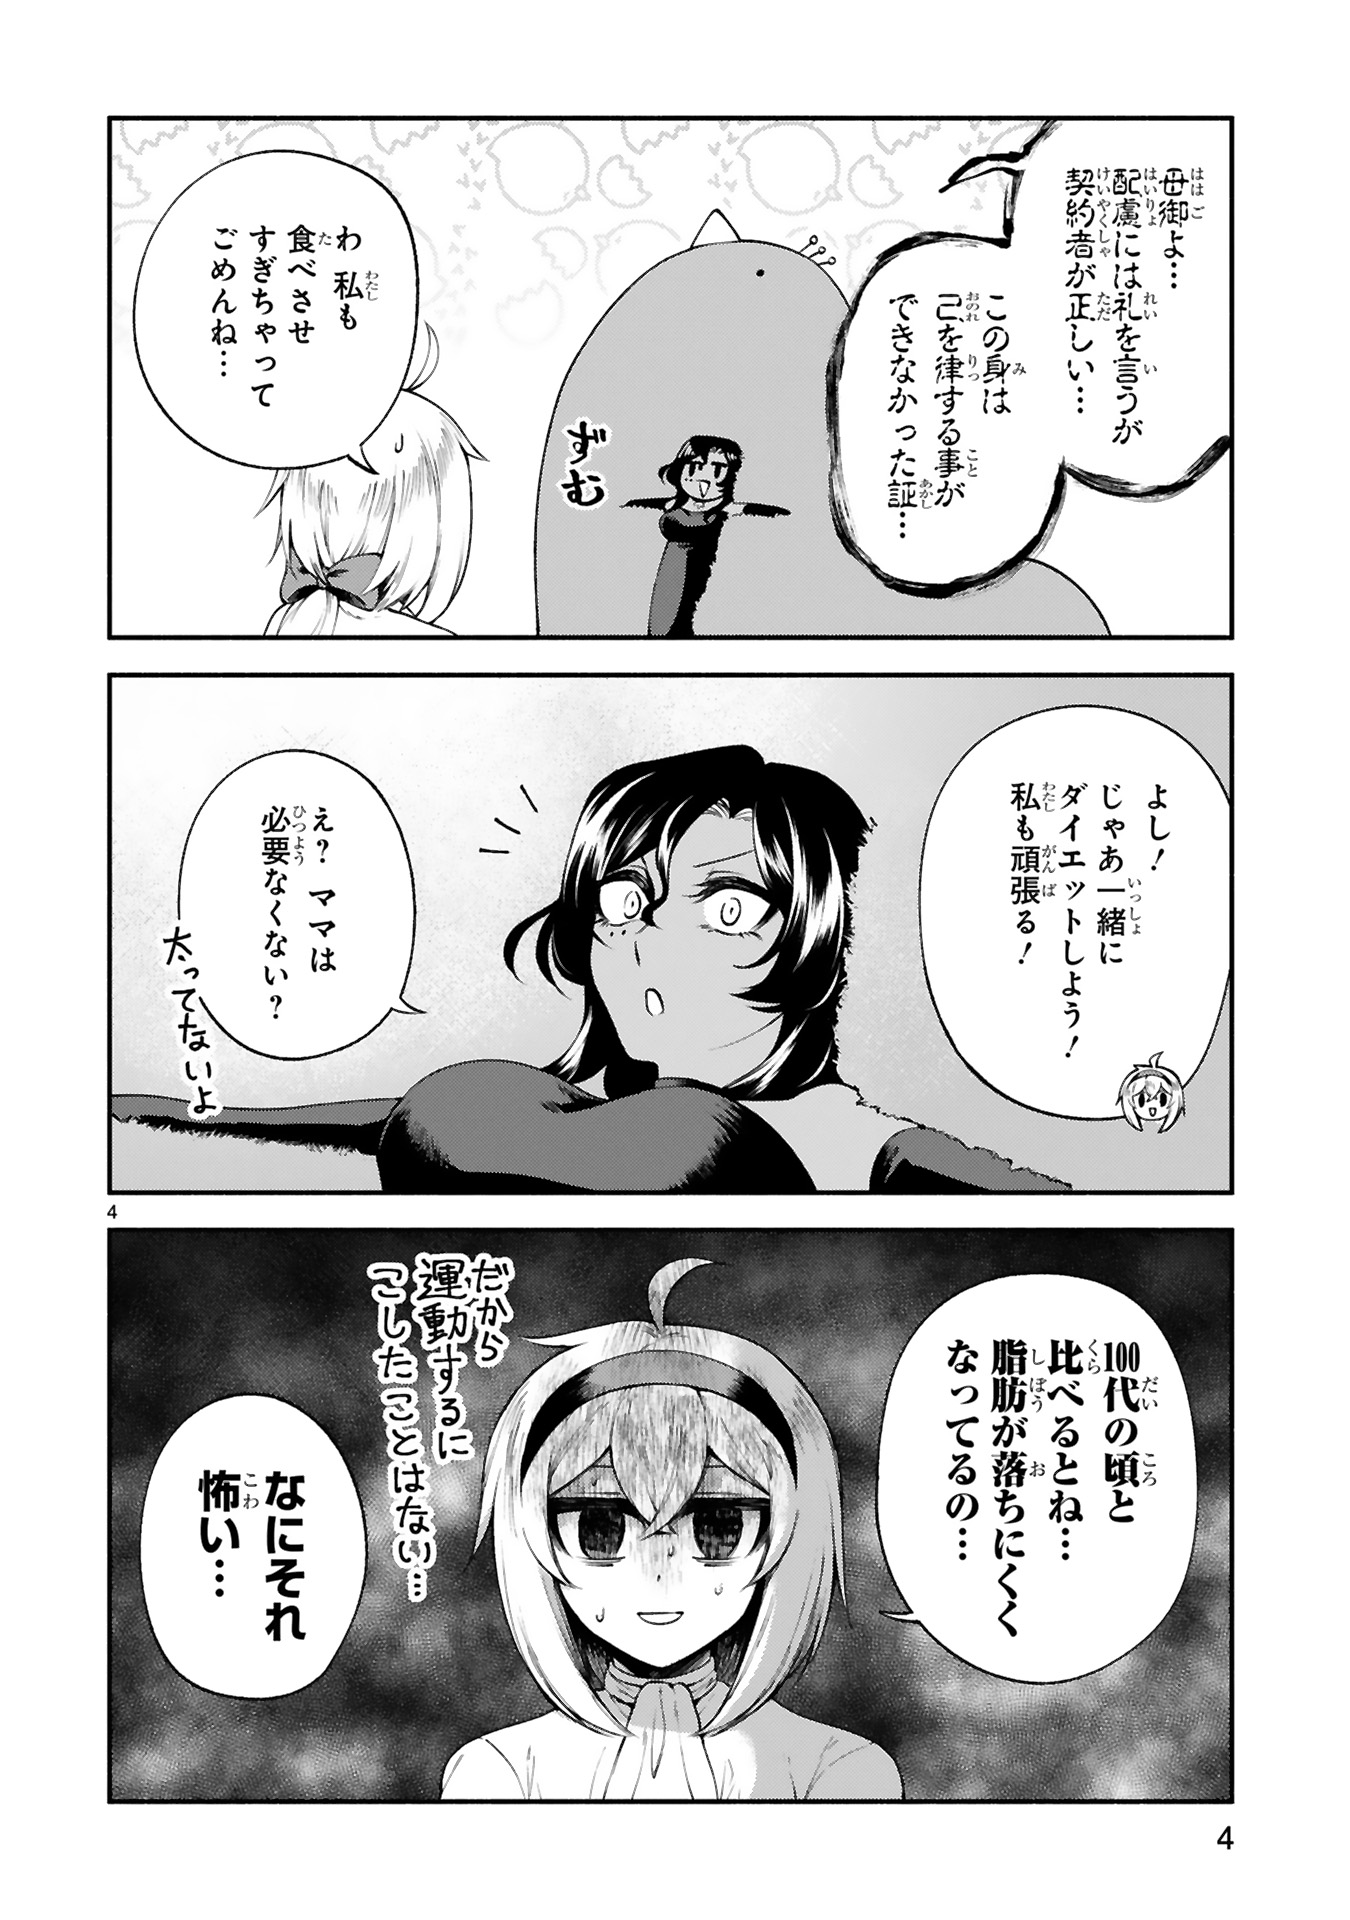 母御よ…
配慮には礼を言うが
契約者が正しい…
この身は
己を律する事が
できなかった証…
ずむ
わ 私も
食べさせ
すぎちゃって
ごめんね…
よし！
じゃあ一緒に
ダイエットしよう！
私も頑張る！
え？ ママは
必要なくない？
太ってないよ
4
100代の頃と
比べるとね…
脂肪が落ちにくく
なってるの…
だから
運動するに
こしたことはない…
なにそれ
怖い…
4